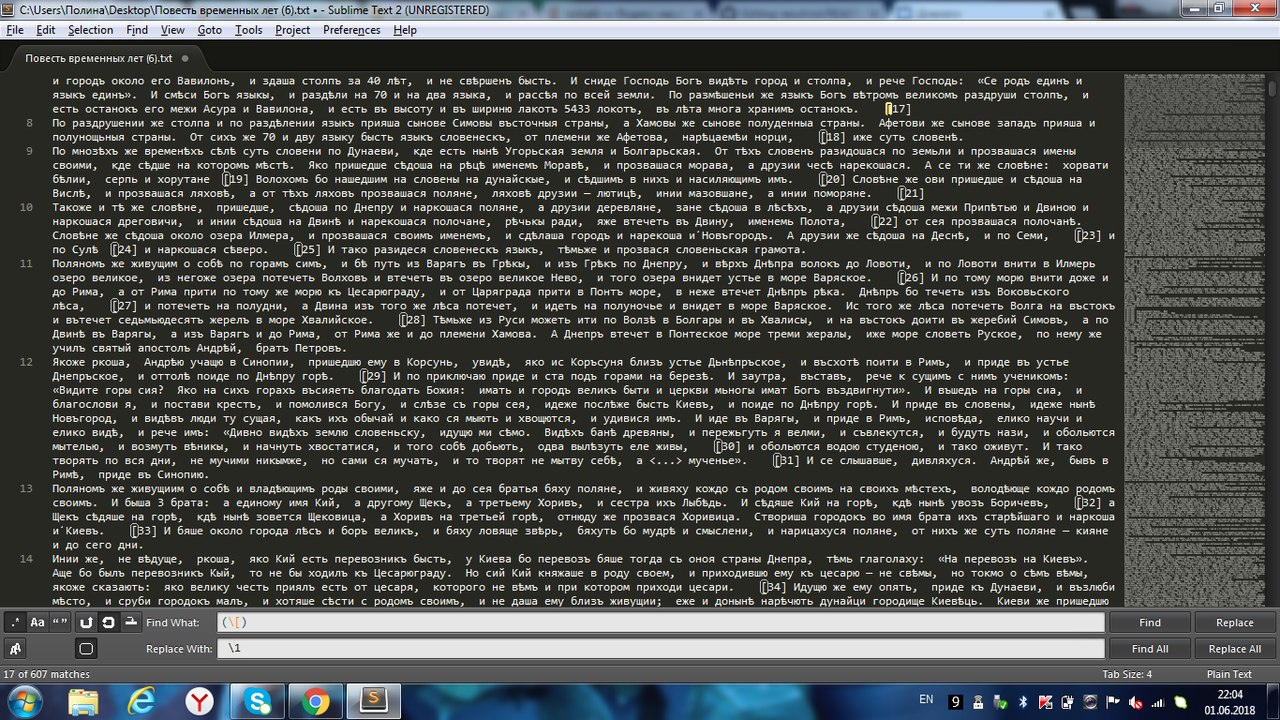 C:\Users\Полина\Desktop\Повесть временных лет (6).txt • - Sublime Text 2 (UNREGISTERED)
File Edit Selection Find View Goto Tools Project Preferences Help
Повесть временных лет (6).txt
и городъ около его Вавилонъ, и здаша столпъ за 40 лѣт, и не свѣршенъ бысть. И сниде Господь Богъ видѣть город и столпа, и рече Господь: «Се родъ единъ и
языкъ единъ». И смѣси Богъ языкы, и раздѣли на 70 и на два языка, и рассѣя по всей земли. По размѣшеньи же языкъ Богъ вѣтромъ великомъ раздруши столпъ, и
есть останокъ его межи Асура и Вавилона, и есть въ высоту и въ ширину лакотъ 5433 локотъ, въ лѣта многа хранимъ останокъ. [17]
8 По раздрушении же столпа и по раздѣлении языкъ прияша сынове Симовы въсточныя страны, а Хамовы же сынове полуденныа страны. Афетови же сынове западъ прияша и
полунощныя страны. От сихъ же 70 и дву языку бысть языкъ словенескъ, от племени же Афетова, нарѣцаемѣи норци, [18] иже суть словенѣ.
9 По мнозѣхъ же временѣхъ сѣлѣ суть словени по Дунаеви, кде есть нынѣ Угорьская земля и Болгарьская. От тѣхъ словенъ разидошася по земьли и прозвашася имены
своими, кде сѣдше на которомъ мѣстѣ. Яко пришедше сѣдоша на рѣцѣ именемъ Моравѣ, и прозвашася морава, а друзии чесѣ нарекошася. А се ти же словѣне: хорвати
бѣлии, серпь и хорутане. [19] Волохомъ бо нашедшим на словены на дунайскые, и сѣдшимъ в нихъ и насиляющимъ имъ. [20] Словѣне же ови пришедше и сѣдоша на
Вислѣ, и прозвашася ляховѣ, а от тѣхъ ляховъ прозвашася поляне, ляховѣ друзии — лютицѣ, инии мазовшане, а инии поморяне. [21]
10 Такоже и тѣ же словѣне, пришедше, сѣдоша по Днепру и наркошася поляне, а друзии деревляне, зане сѣдоша в лѣсѣхъ, а друзии сѣдоша межи Припѣтью и Двиною и
наркошася дреговичи, и инии сѣдоша на Двинѣ и нарекошася полочане, рѣчькы ради, яже втечеть въ Двину, именемь Полота, [22] от сея прозвашася полочанѣ.
Словѣне же сѣдоша около озера Илмера, и прозвашася своимъ именемъ, и сдѣлаша городъ и нарекоша и Новъгородъ. А друзии же сѣдоша на Деснѣ, и по Семи, [23] и
по Сулѣ [24] и наркошася сѣверо. [25] И тако разидеся словенескъ языкъ, тѣмьже и прозвася словеньская грамота.
11 Поляномъ же живущим о собѣ по горамъ симъ, и бѣ путь из Варягъ въ Грѣкы, и изъ Грѣкъ по Днепру, и вѣрхъ Днѣпра волокъ до Ловоти, и по Ловоти внити в Илмерь
озеро великое, из негоже озера потечеть Волховъ и втечеть въ озеро великое Нево, и того озера внидет устье в море Варяское. [26] И по тому морю внити доже и
до Рима, а от Рима прити по тому же морю къ Цесарюграду, и от Царяграда прити в Понтъ море, в неже втечет Днѣпръ рѣка. Днѣпръ бо течеть изъ Воковьского
лѣса, [27] и потечеть на полудни, а Двина изъ того же лѣса потечет, и идеть на полуночье и внидет в море Варяское. Ис того же лѣса потечеть Волга на въстокъ
и вътечет седьмьюдесятъ жерелъ в море Хвалийское. [28] Тѣмьже из Руси можеть ити по Волзѣ в Болгары и въ Хвалисы, и на въстокъ доити въ жеребий Симовъ, а по
Двинѣ въ Варягы, а изъ Варягъ и до Рима, от Рима же и до племени Хамова. А Днепръ втечет в Понтеское море треми жералы, иже море словеть Руское, по нему же
училъ святый апостолъ Андрѣй, братъ Петровъ.
12 Якоже ркоша, Андрѣю учащю в Синопии, пришедшю ему в Корсунь, увидѣ, яко ис Корьсуня близъ устье Дьнѣпрьское, и въсхотѣ поити в Римъ, и приде въ устье
Днепрьское, и оттолѣ поиде по Днѣпру горѣ. [29] И по приключаю приде и ста подъ горами на березѣ. И заутра, въставъ, рече к сущимъ с нимъ ученикомъ:
«Видите горы сия? Яко на сихъ горахъ въсияеть благодать Божия: имать и городъ великъ быти и церкви мьногы имат Богъ въздвигнути». И въшедъ на горы сиа, и
благослови я, и постави крестъ, и помолився Богу, и слѣзе съ горы сея, идеже послѣже бысть Киевъ, и поиде по Днѣпру горѣ. И приде въ словены, идеже нынѣ
Новъгород, и видѣвъ люди ту сущая, какъ ихъ обычай и како ся мыють и хвощются, и удивися имъ. И иде въ Варягы, и приде в Римъ, исповѣда, елико научи и
елико видѣ, и рече имъ: «Дивно видѣхъ землю словеньску, идущю ми сѣмо. Видѣхъ банѣ древяны, и пережьгуть я велми, и съвлекутся, и будуть нази, и обольются
мытелью, и возмуть вѣникы, и начнуть хвостатися, и того собѣ добьють, одва вылѣзуть еле живы, [30] и обольются водою студеною, и тако оживут. И тако
творять по вся дни, не мучими никымже, но сами ся мучать, и то творят не мытву себѣ, а <...> мученье». [31] И се слышавше, дивляхуся. Андрѣй же, бывъ в
Римѣ, приде въ Синопию.
13 Поляномъ же живущиим о собѣ и владѣющимъ роды своими, яже и до сея братья бяху поляне, и живяху кождо съ родом своимъ на своихъ мѣстехъ, володѣюще кождо родомъ
своимъ. И быша 3 брата: а единому имя Кий, а другому Щекъ, а третьему Хоривъ, и сестра ихъ Лыбѣдь. И сѣдяше Кий на горѣ, кдѣ нынѣ увозъ Боричевъ, [32] а
Щекъ сѣдяше на горѣ, кдѣ нынѣ зовется Щековица, а Хоривъ на третьей горѣ, отнюду же прозвася Хоривица. Створиша городокъ во имя брата ихъ старѣйшаго и наркоша
и Киевъ. [33] И бяше около города лѣсъ и боръ великъ, и бяху ловяще звѣрь, бяхуть бо мудрѣ и смыслени, и нарицахуся поляне, от нихъ же суть поляне — кияне
и до сего дни.
14 Инии же, не вѣдуще, ркоша, яко Кий есть перевозникъ бысть, у Киева бо перевозъ бяше тогда съ оноя страны Днепра, тѣмь глаголаху: «На перевозъ на Киевъ».
Аще бо былъ перевозникъ Кый, то не бы ходилъ къ Цесарюграду. Но сий Кий княжаше в роду своем, и приходившю ему къ цесарю — не свѣмы, но токмо о сѣмъ вѣмы,
якоже сказають: яко велику честь приялъ есть от цесаря, которого не вѣмъ и при котором приходи цесари. [34] Идущю же ему опять, приде къ Дунаеви, и възлюби
мѣсто, и сруби городокъ малъ, и хотяше сѣсти с родомъ своимъ, и не даша ему близъ живущии; еже и донынѣ нарѣчють дунайци городище Киевѣць. Киеви же пришедшю
.* Aa “ ” Find What: (\[) Find Replace
Replace With: \1 Find All Replace All
17 of 607 matches Tab Size: 4 Plain Text
EN 22:04
01.06.2018